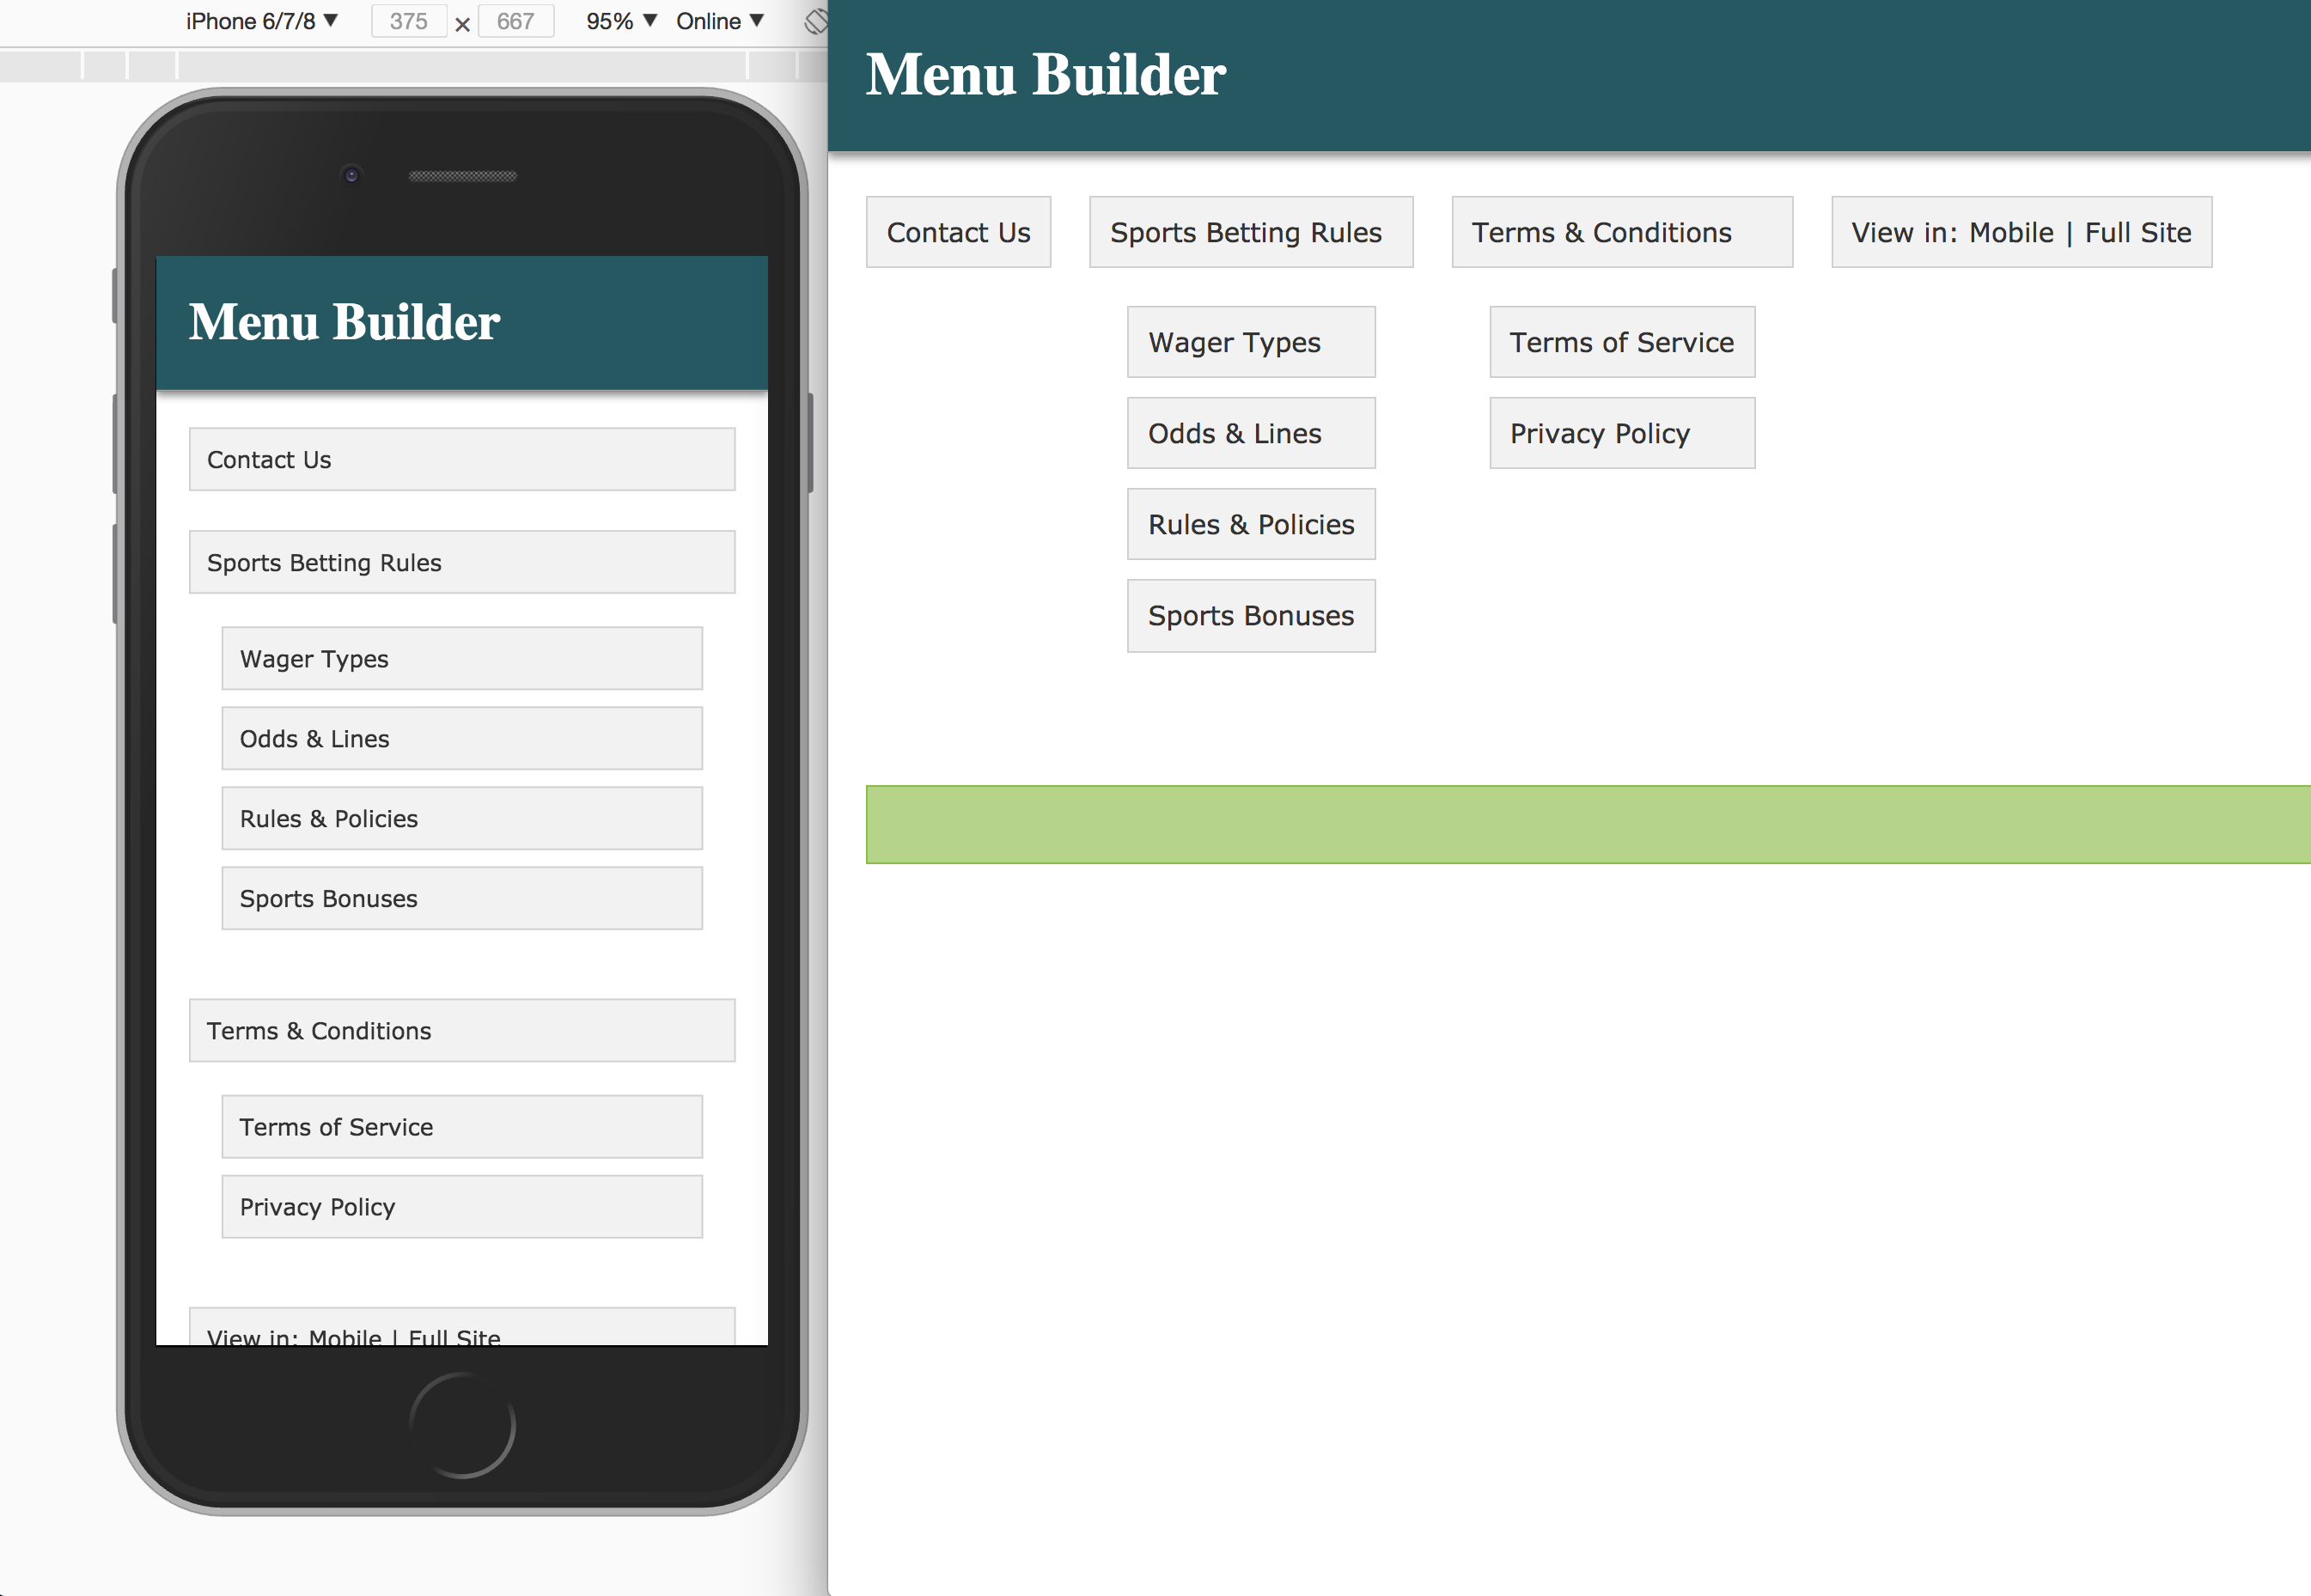 iPhone 6/7/8 ▼ 375 × 667 95% ▼ Online ▼
Menu Builder
Contact Us
Sports Betting Rules
Wager Types
Odds & Lines
Rules & Policies
Sports Bonuses
Terms & Conditions
Terms of Service
Privacy Policy
View in: Mobile | Full Site
Menu Builder
Contact Us
Sports Betting Rules
Wager Types
Odds & Lines
Rules & Policies
Sports Bonuses
Terms & Conditions
Terms of Service
Privacy Policy
View in: Mobile | Full Site